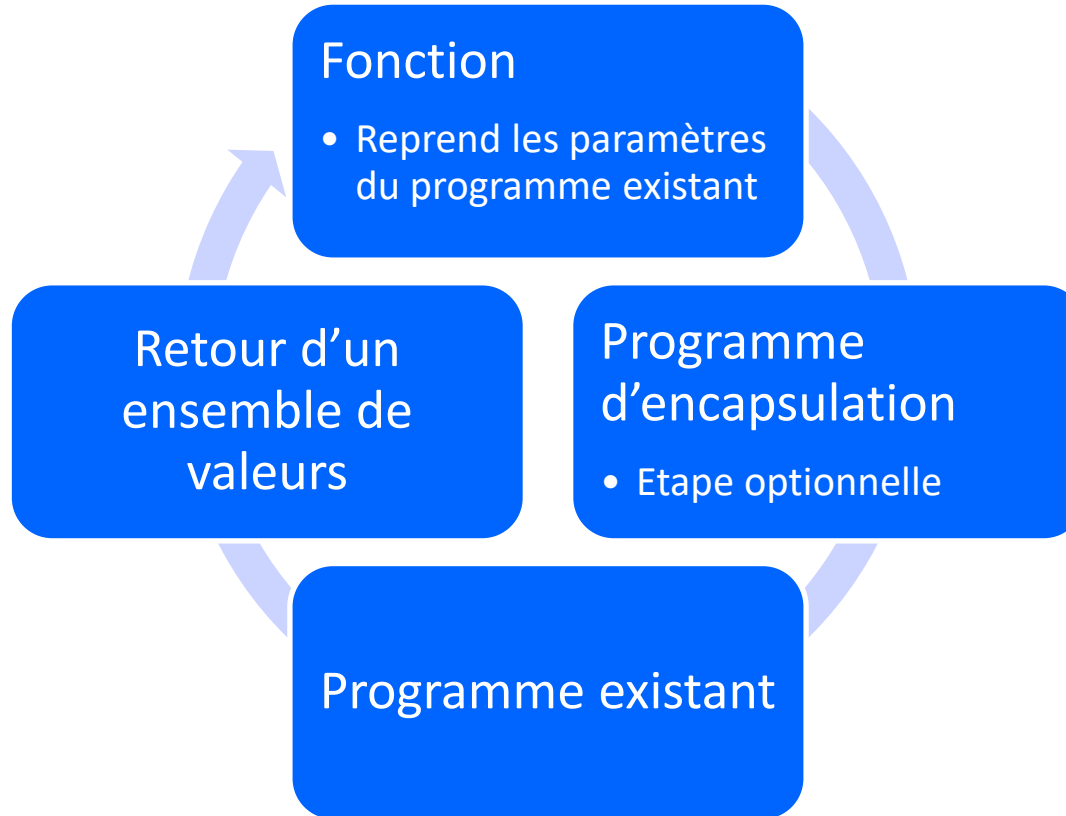 Fonction
• Reprend les paramètres
du programme existant
Programme
d’encapsulation
• Etape optionnelle
Programme existant
Retour d’un
ensemble de
valeurs